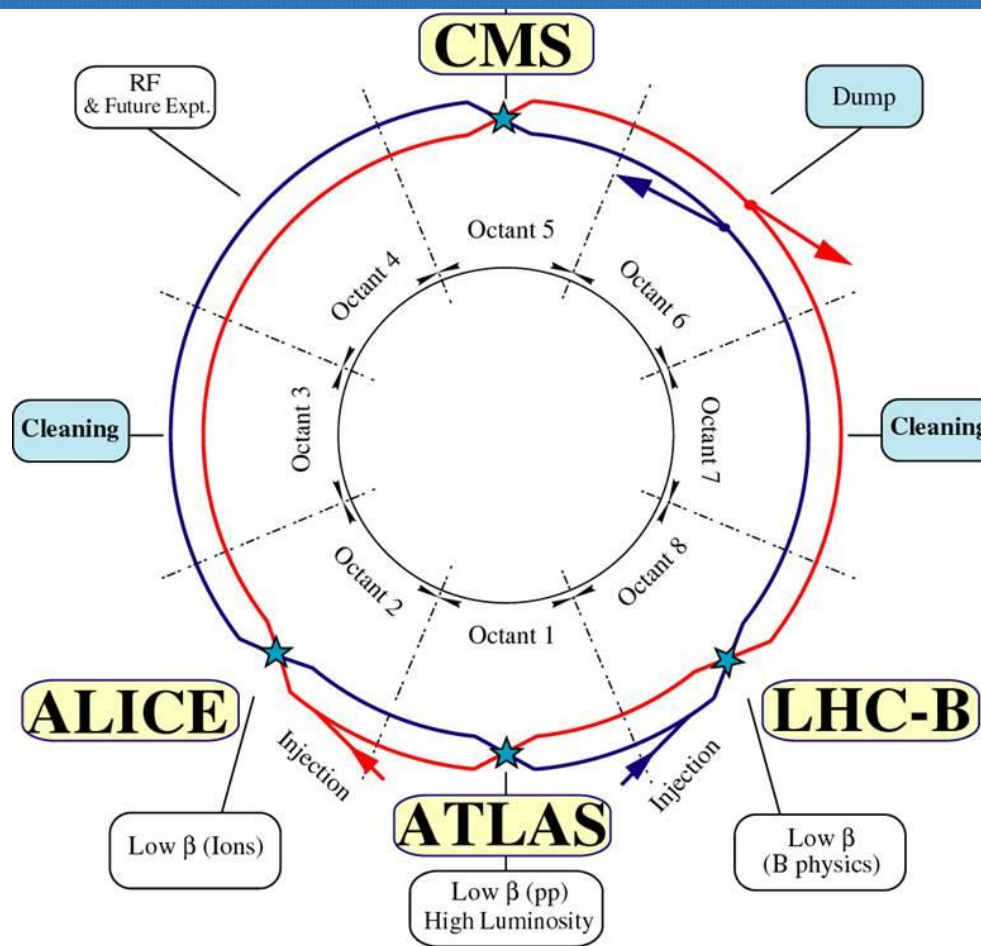 CMS
RF
& Future Expt.
Dump
Octant 5
Octant 4
Octant 6
Cleaning
Octant 3
Octant 7
Cleaning
Octant 2
Octant 8
Octant 1
ALICE
LHC-B
Injection
Injection
ATLAS
Low β (Ions)
Low β
(B physics)
Low β (pp)
High Luminosity